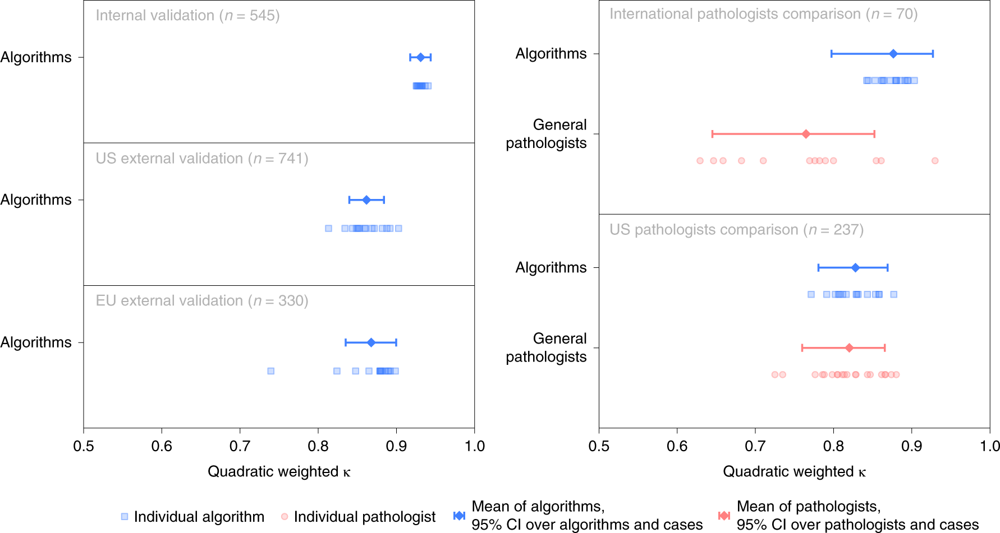 Internal validation (n = 545)
Algorithms
US external validation (n = 741)
Algorithms
EU external validation (n = 330)
Algorithms
0.5 0.6 0.7 0.8 0.9 1.0
Quadratic weighted κ
International pathologists comparison (n = 70)
Algorithms
General
pathologists
US pathologists comparison (n = 237)
Algorithms
General
pathologists
0.5 0.6 0.7 0.8 0.9 1.0
Quadratic weighted κ
Individual algorithm
Individual pathologist
Mean of algorithms,
95% CI over algorithms and cases
Mean of pathologists,
95% CI over pathologists and cases